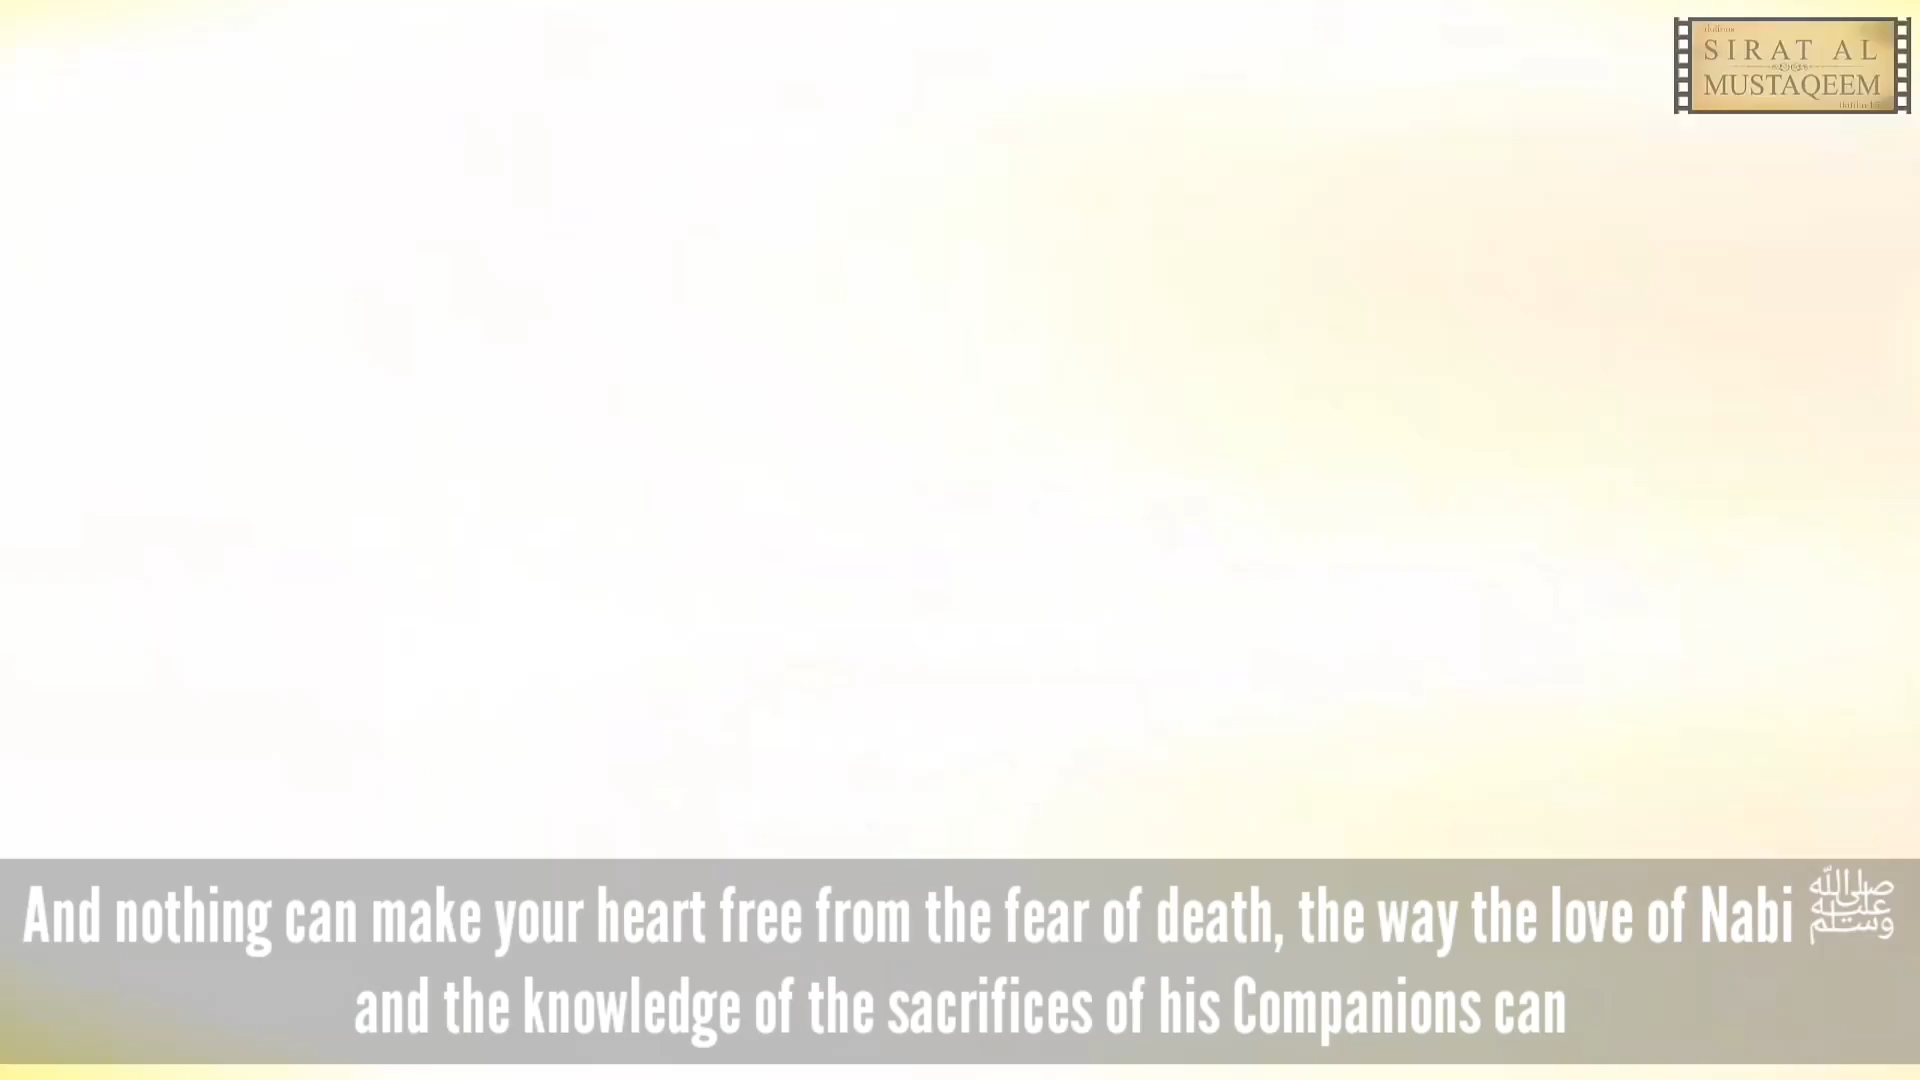 SIRAT AL
MUSTAQEEM
And nothing can make your heart free from the fear of death, the way the love of Nabi ﷺ
and the knowledge of the sacrifices of his Companions can